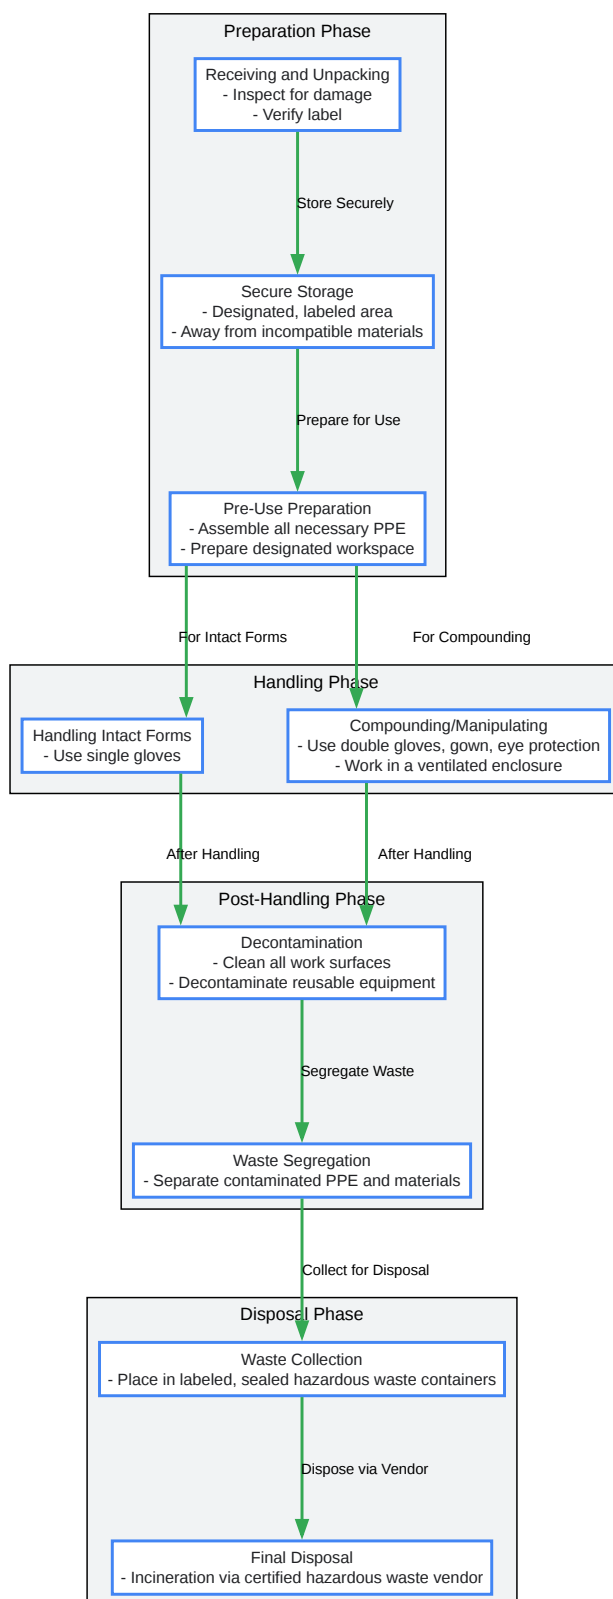 Preparation Phase
Receiving and Unpacking
- Inspect for damage
- Verify label
Store Securely
Secure Storage
- Designated, labeled area
- Away from incompatible materials
Prepare for Use
Pre-Use Preparation
- Assemble all necessary PPE
- Prepare designated workspace
For Intact Forms
For Compounding
Handling Phase
Handling Intact Forms
- Use single gloves
Compounding/Manipulating
- Use double gloves, gown, eye protection
- Work in a ventilated enclosure
After Handling
After Handling
Post-Handling Phase
Decontamination
- Clean all work surfaces
- Decontaminate reusable equipment
Segregate Waste
Waste Segregation
- Separate contaminated PPE and materials
Collect for Disposal
Disposal Phase
Waste Collection
- Place in labeled, sealed hazardous waste containers
Dispose via Vendor
Final Disposal
- Incineration via certified hazardous waste vendor